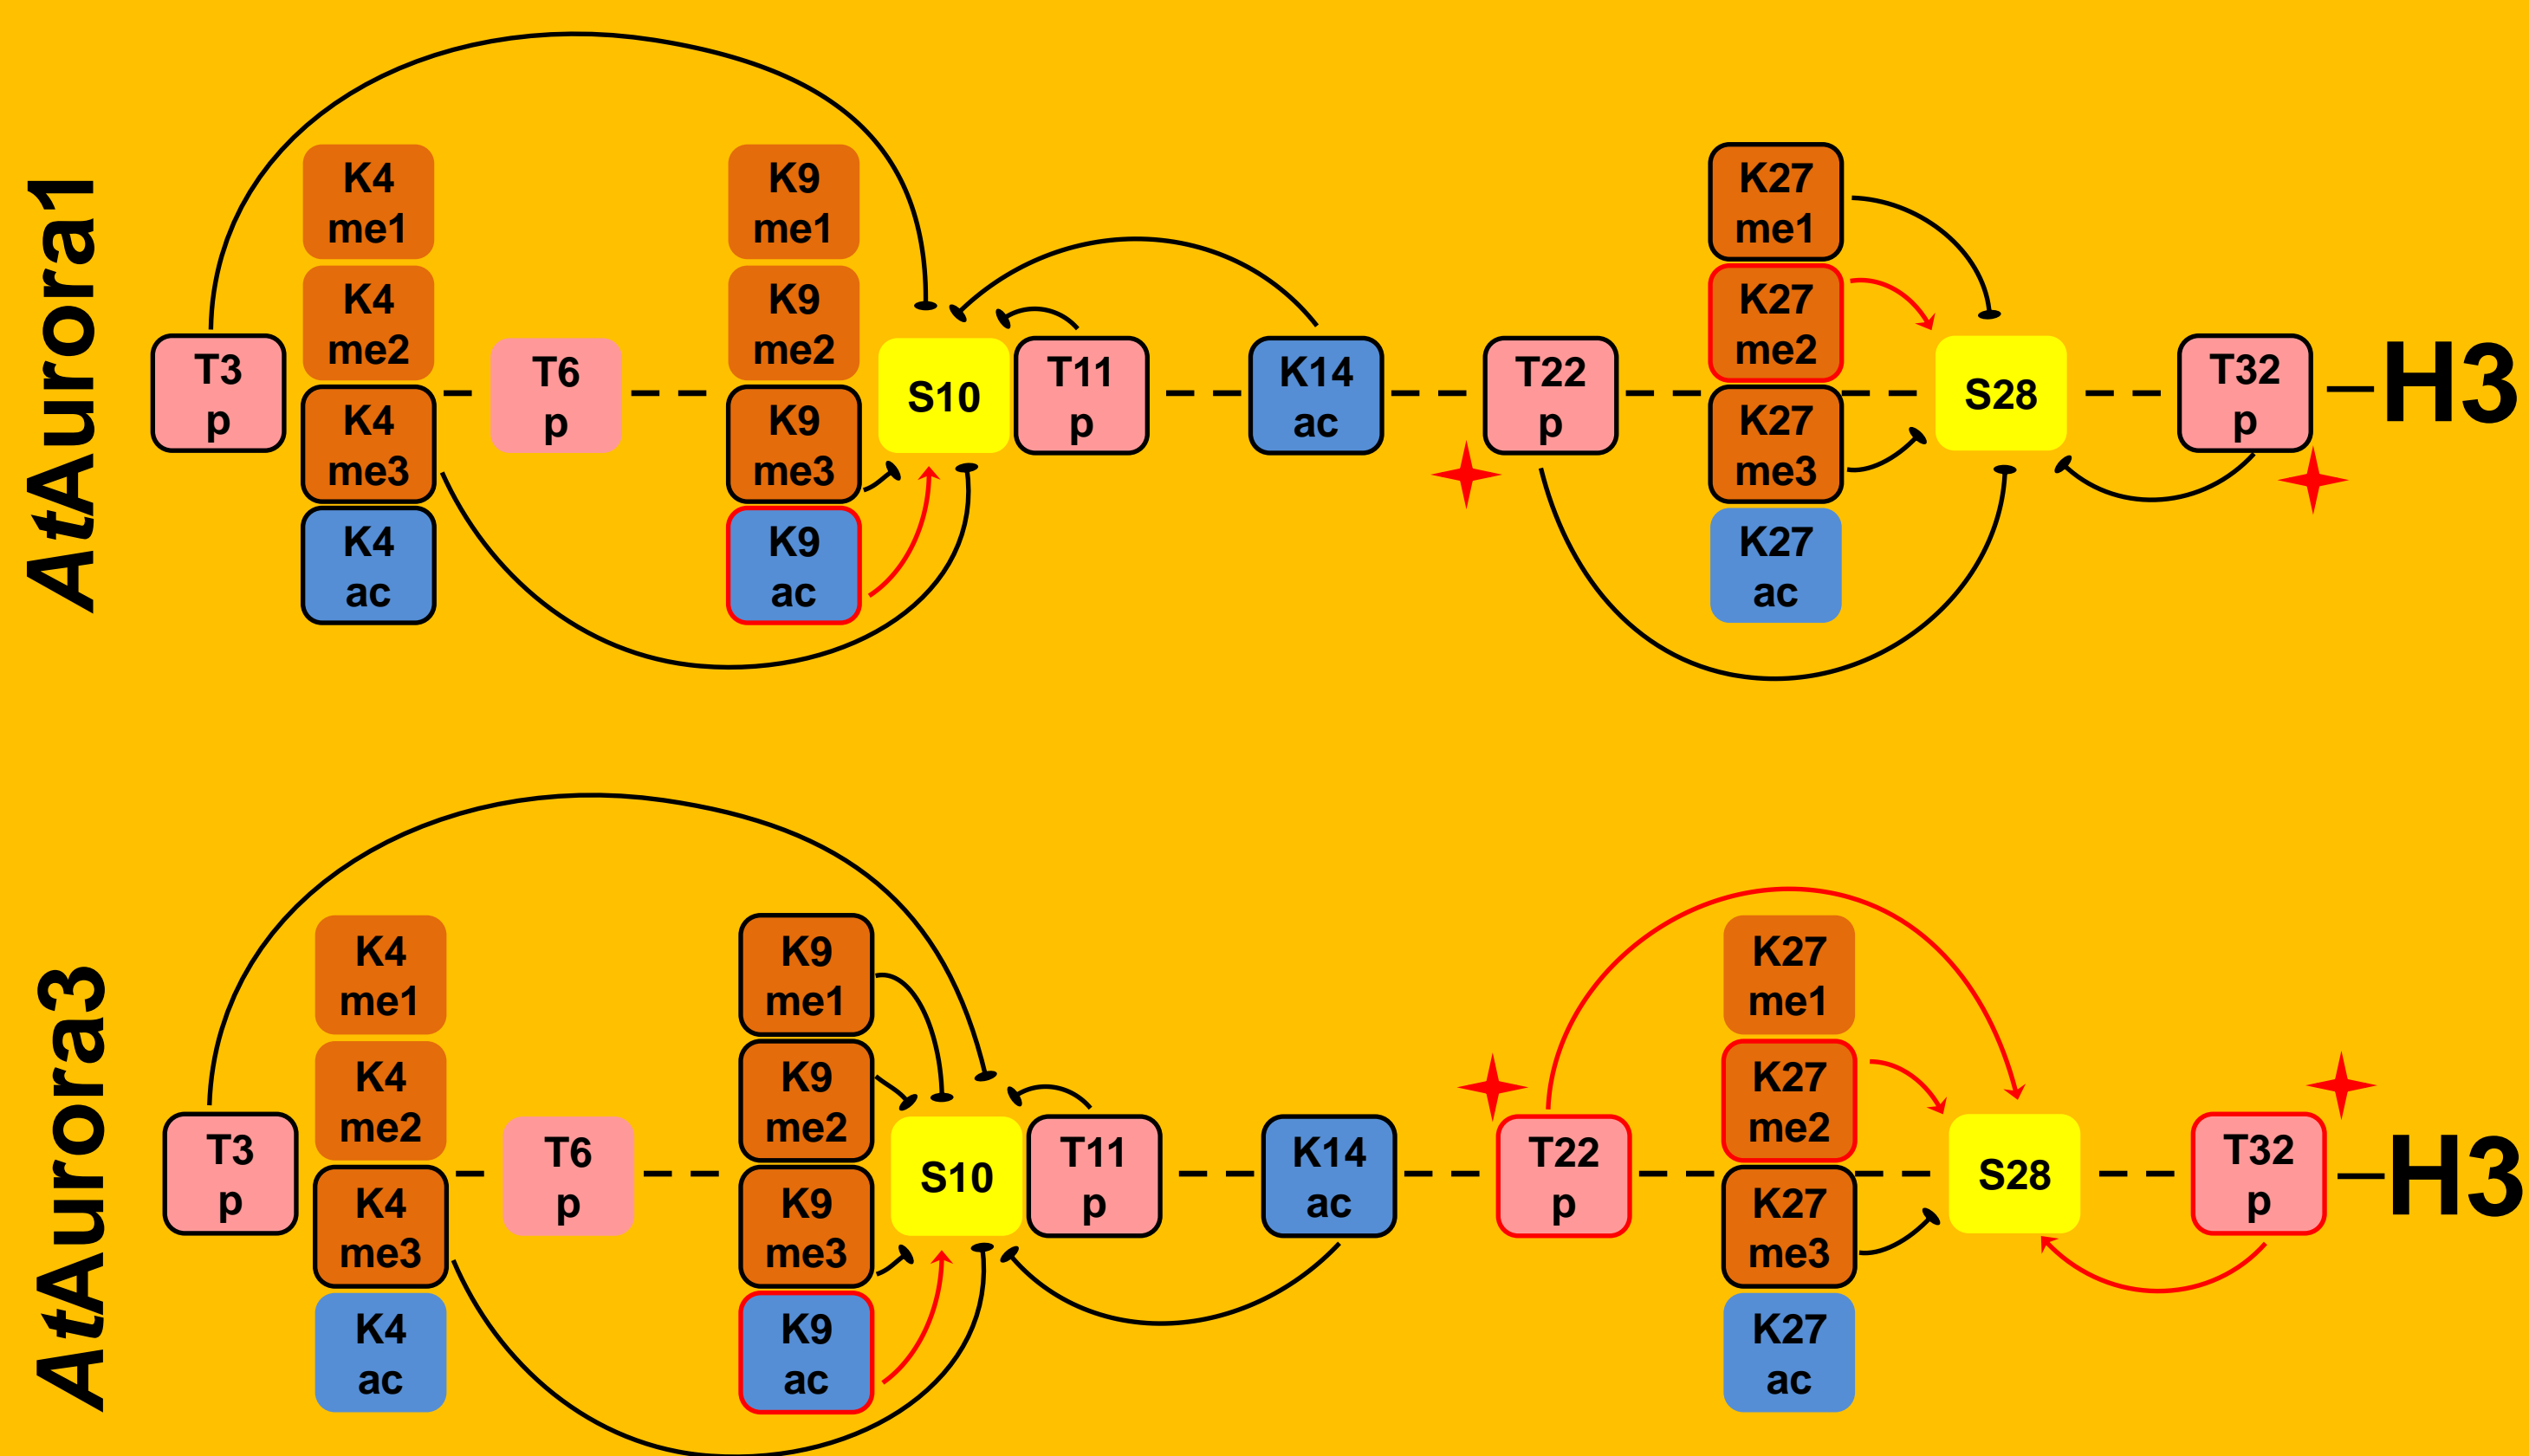 AtAurora1
K4
me1
K4
me2
T3
p
K4
me3
K4
ac
T6
p
K9
me1
K9
me2
K9
me3
K9
ac
S10
T11
p
K14
ac
T22
p
K27
me1
K27
me2
K27
me3
K27
ac
S28
T32
p
H3
AtAurora3
K4
me1
K4
me2
T3
p
K4
me3
K4
ac
T6
p
K9
me1
K9
me2
K9
me3
K9
ac
S10
T11
p
K14
ac
T22
p
K27
me1
K27
me2
K27
me3
K27
ac
S28
T32
p
H3